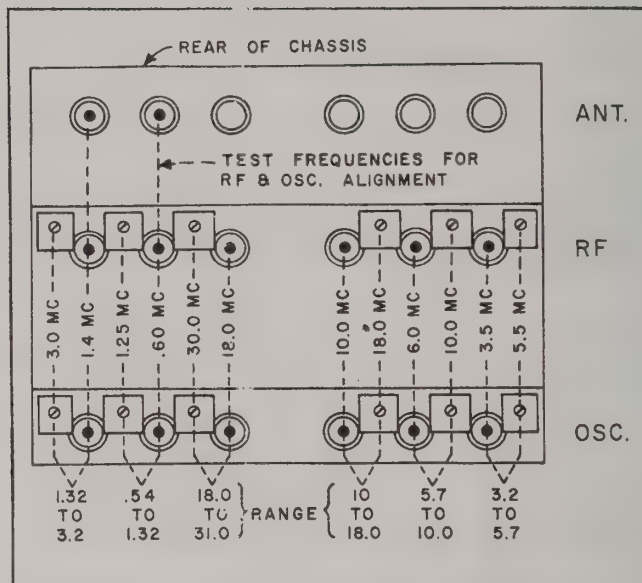 REAR OF CHASSIS
ANT.
TEST FREQUENCIES FOR
RF & OSC. ALIGNMENT
RF
3.0 MC
1.4 MC
1.25 MC
.60 MC
30.0 MC
18.0 MC
10.0 MC
18.0 MC
6.0 MC
10.0 MC
3.5 MC
5.5 MC
OSC.
1.32 TO 3.2
.54 TO 1.32
18.0 TO 31.0
RANGE
10 TO 18.0
5.7 TO 10.0
3.2 TO 5.7